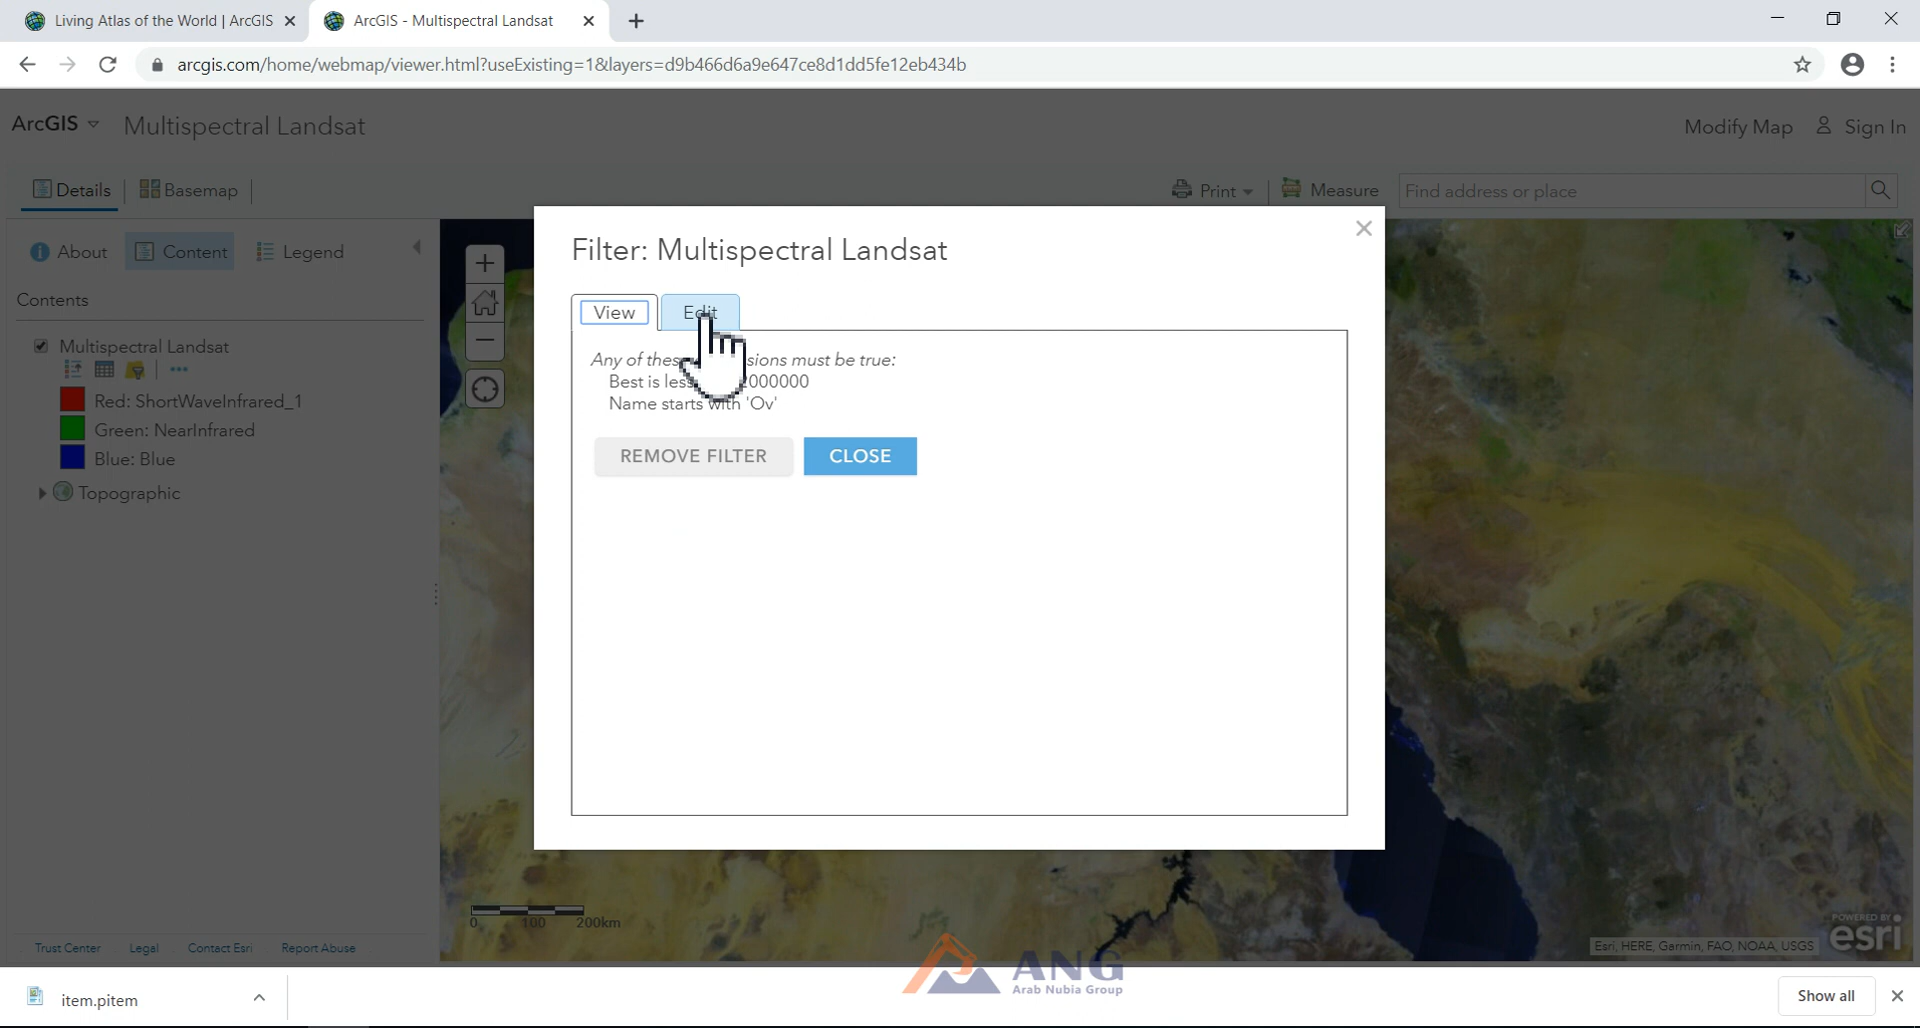 Living Atlas of the World | ArcGIS
ArcGIS - Multispectral Landsat
arcgis.com/home/webmap/viewer.html?useExisting=1&layers=d9b466d6a9e647ce8d1dd5fe12eb434b
ArcGIS
Multispectral Landsat
Modify Map
Sign In
Details
Basemap
Print
Measure
Find address or place
About
Content
Legend
Contents
Multispectral Landsat
Red: ShortWaveInfrared_1
Green: NearInfrared
Blue: Blue
Topographic
Filter: Multispectral Landsat
View
Edit
Any of must be true:
Best is 2000000
Name starts with 'Ov'
REMOVE FILTER
CLOSE
0 100 200km
Trust Center
Legal
Contact Esri
Report Abuse
POWERED BY
esri
Esri, HERE, Garmin, FAO, NOAA, USGS
ANG
Arab Nubia Group
item.pitem
Show all